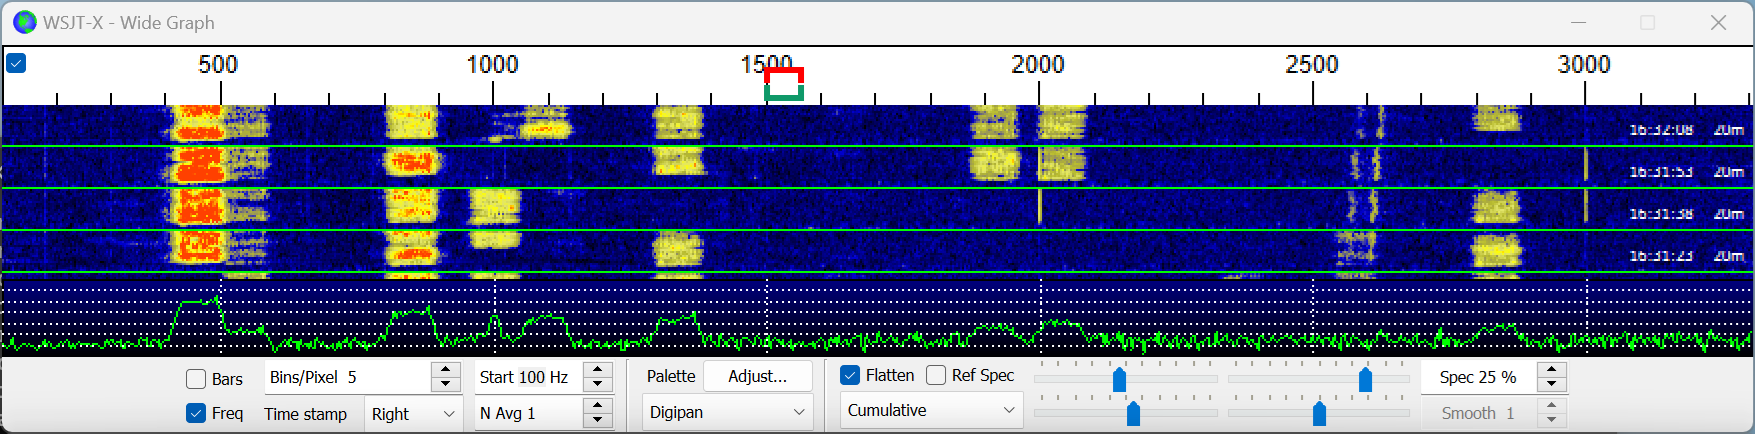 WSJT-X - Wide Graph
500 1000 1500 2000 2500 3000
16:32:08 20m
16:31:53 20m
16:31:38 20m
16:31:23 20m
Bars Bins/Pixel 5 Start 100 Hz Palette Adjust... Flatten Ref Spec Spec 25 %
Freq Time stamp Right N Avg 1 Digipan Cumulative Smooth 1